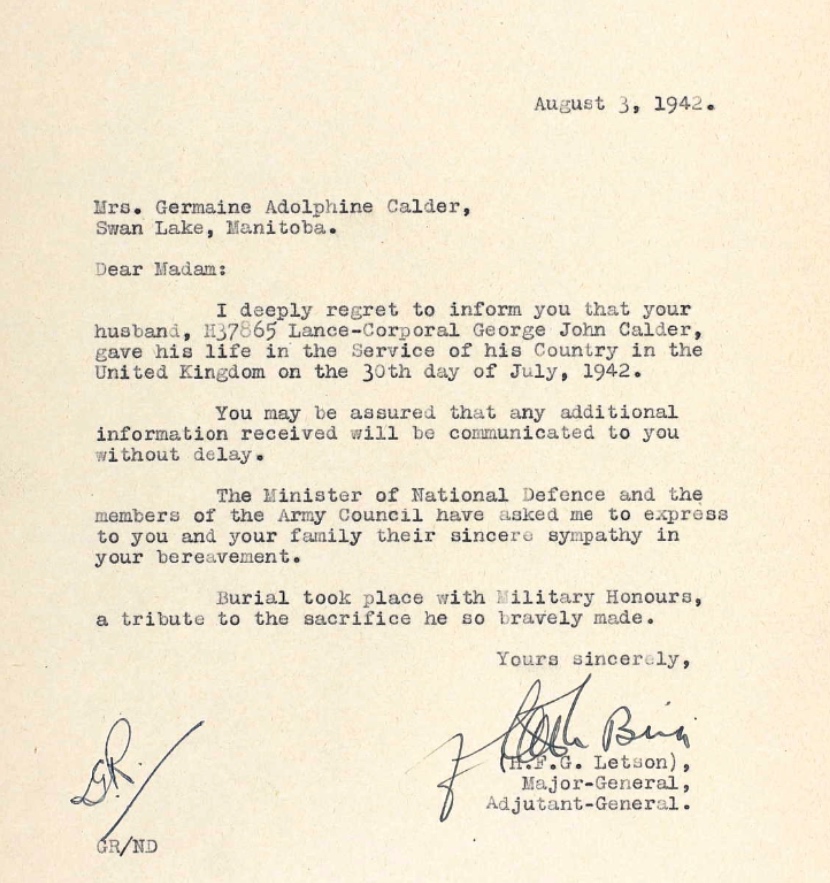 August 3, 1942.
Mrs. Germaine Adolphine Calder,
Swan Lake, Manitoba.
Dear Madam:
I deeply regret to inform you that your
husband, H37865 Lance-Corporal George John Calder,
gave his life in the Service of his Country in the
United Kingdom on the 30th day of July, 1942.
You may be assured that any additional
information received will be communicated to you
without delay.
The Minister of National Defence and the
members of the Army Council have asked me to express
to you and your family their sincere sympathy in
your bereavement.
Burial took place with Military Honours,
a tribute to the sacrifice he so bravely made.
Yours sincerely,
(H.F.G. Letson),
Major-General,
Adjutant-General.
GR.
GR/ND